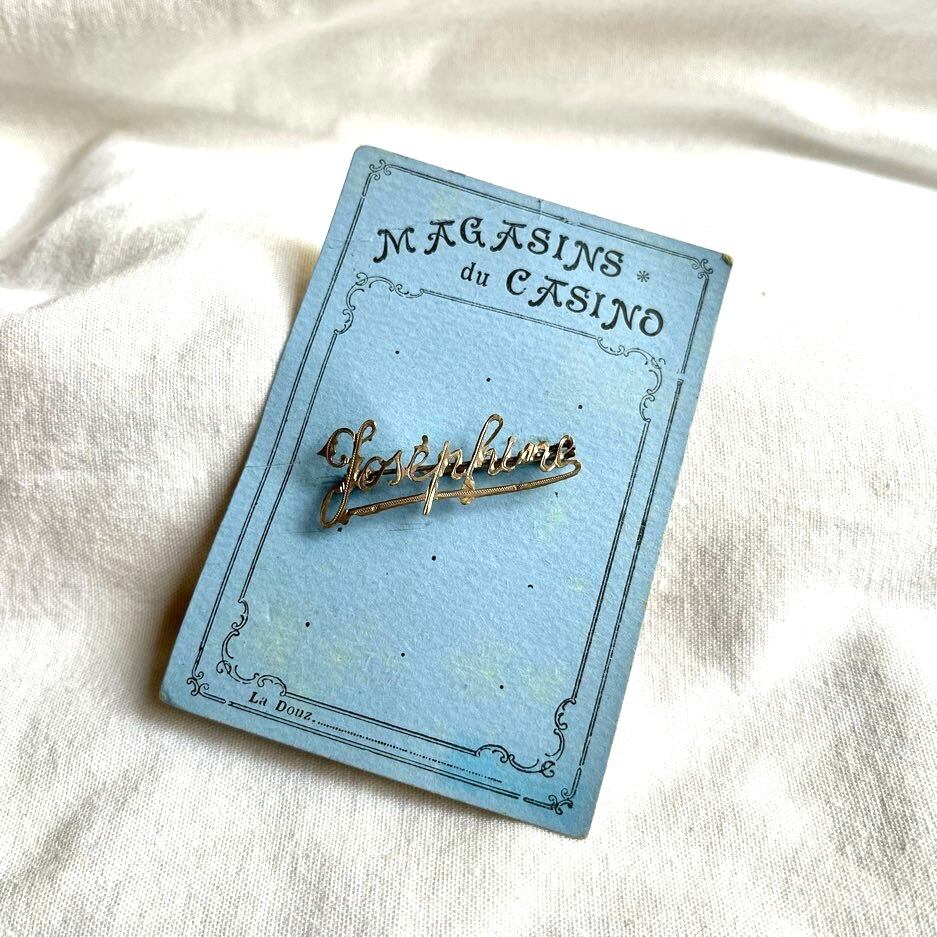 MAGASINS *
du CASINO
Joséphine
La Douz.